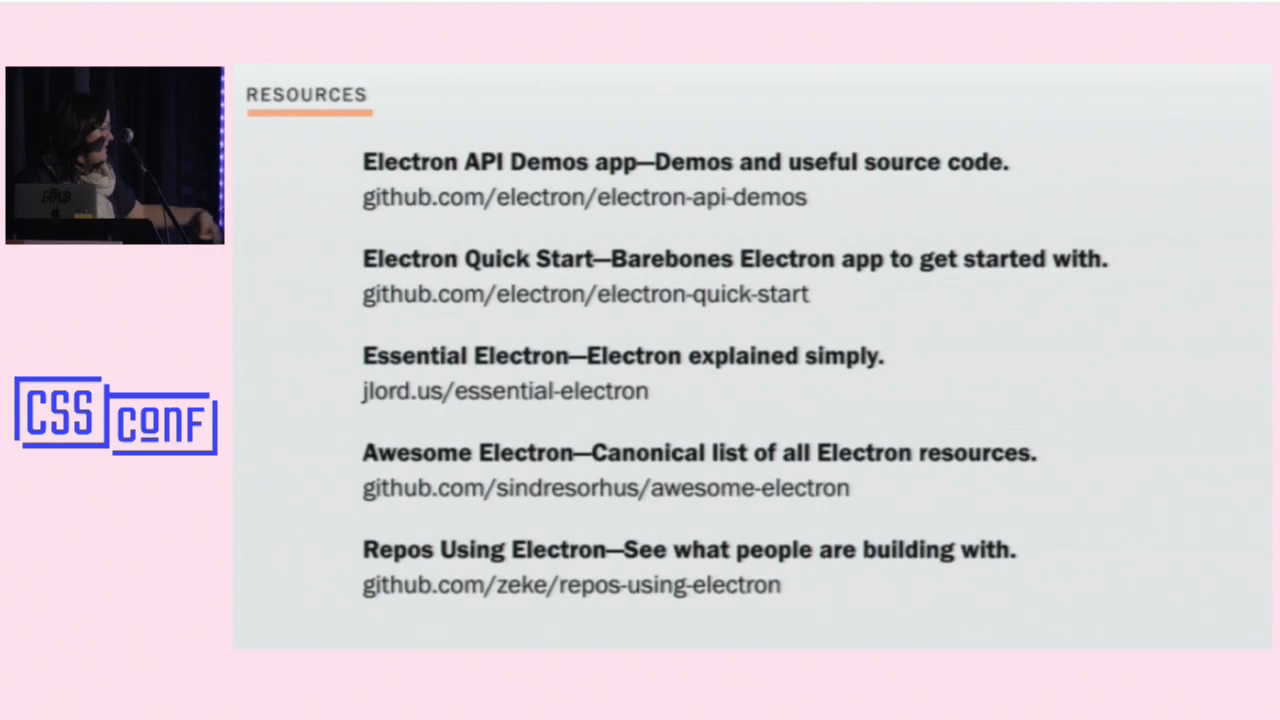 RESOURCES
Electron API Demos app—Demos and useful source code.
github.com/electron/electron-api-demos
Electron Quick Start—Barebones Electron app to get started with.
github.com/electron/electron-quick-start
Essential Electron—Electron explained simply.
jlord.us/essential-electron
Awesome Electron—Canonical list of all Electron resources.
github.com/sindresorhus/awesome-electron
Repos Using Electron—See what people are building with.
github.com/zeke/repos-using-electron
GitHub
CSS
CONF